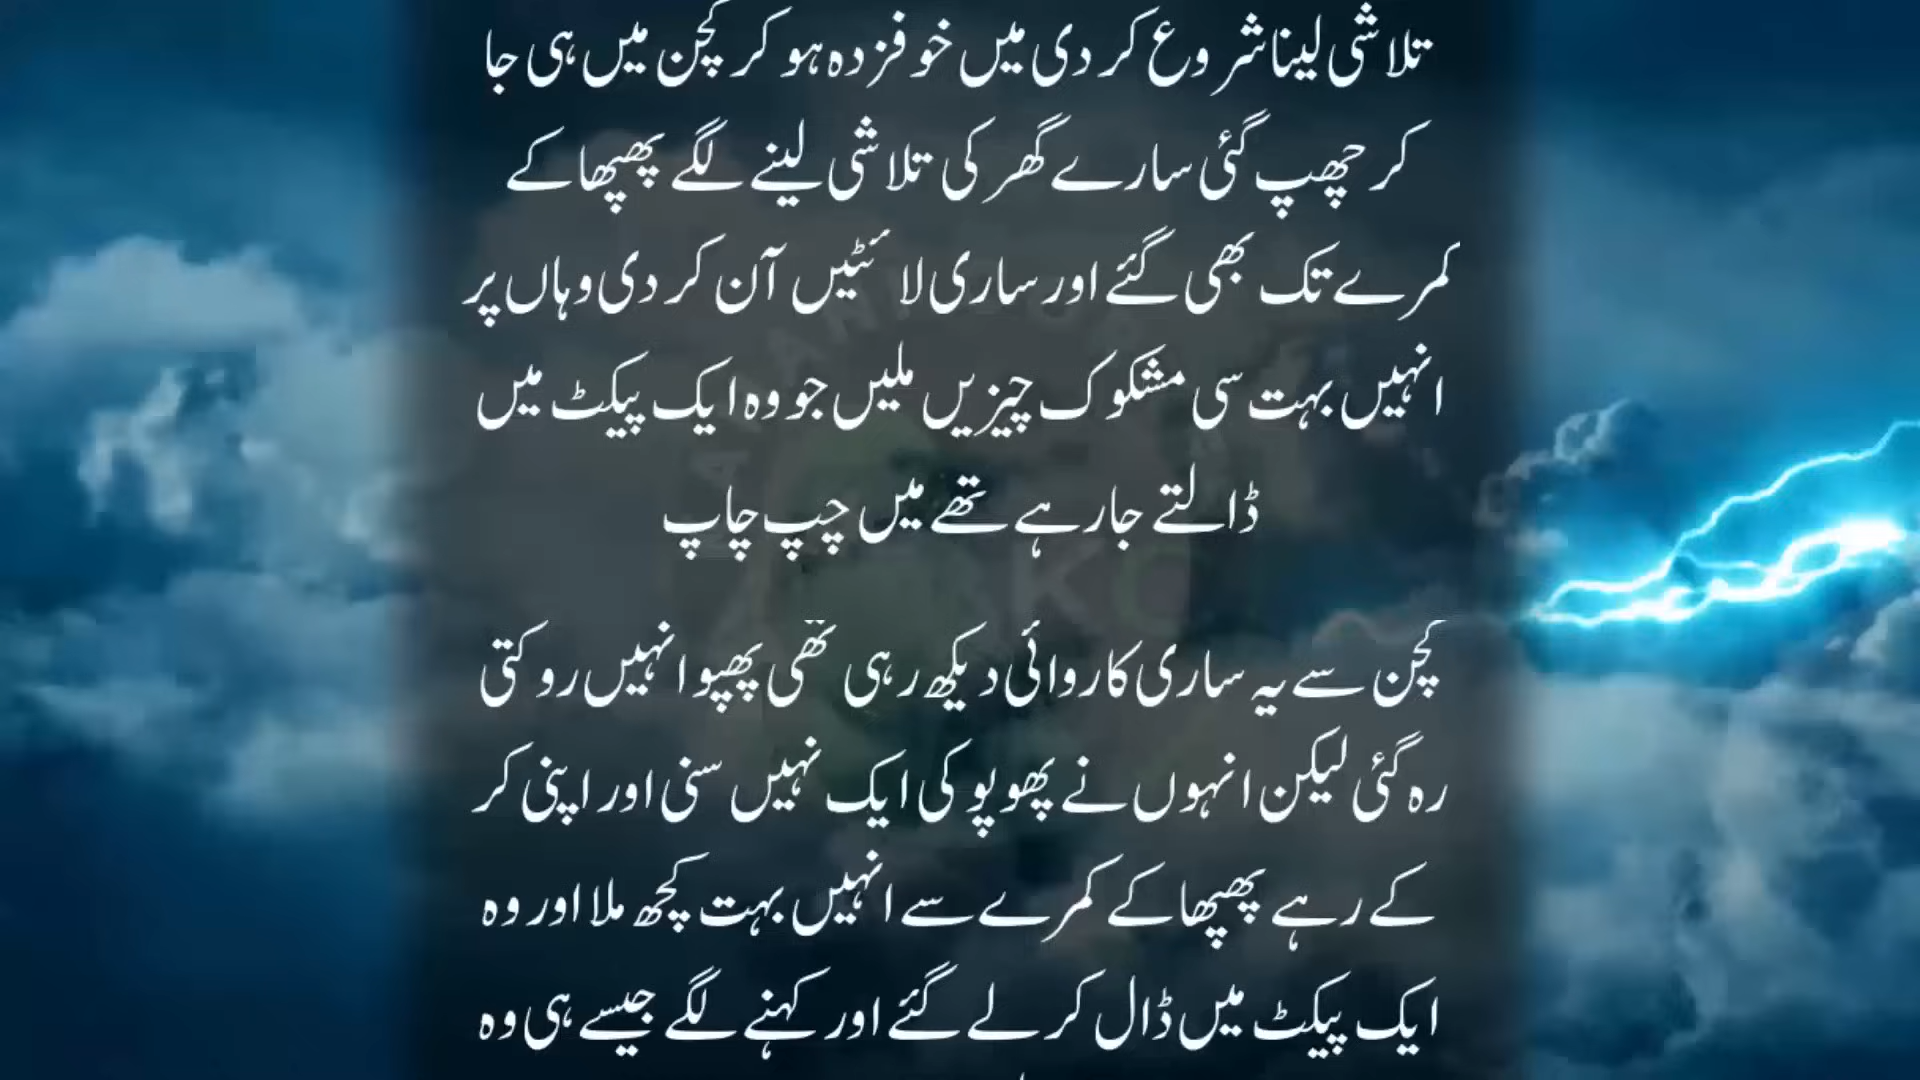 تلاشی لینا شروع کر دی میں خوفزدہ ہو کر کچن میں ہی جا
کر چھپ گئی سارے گھر کی تلاشی لینے لگے پھپھا کے
کمرے تک بھی گئے اور ساری لائٹیں آن کر دی وہاں پر
انہیں بہت سی مشکوک چیزیں ملیں جو وہ ایک پیکٹ میں
ڈالتے جا رہے تھے میں چپ چاپ
کچن سے یہ ساری کاروائی دیکھ رہی تھی پھپو انہیں روکتی
رہ گئی لیکن انہوں نے پھوپو کی ایک نہیں سنی اور اپنی کر
کے رہے پھپھا کے کمرے سے انہیں بہت کچھ ملا اور وہ
ایک پیکٹ میں ڈال کر لے گئے اور کہنے لگے جیسے ہی وہ